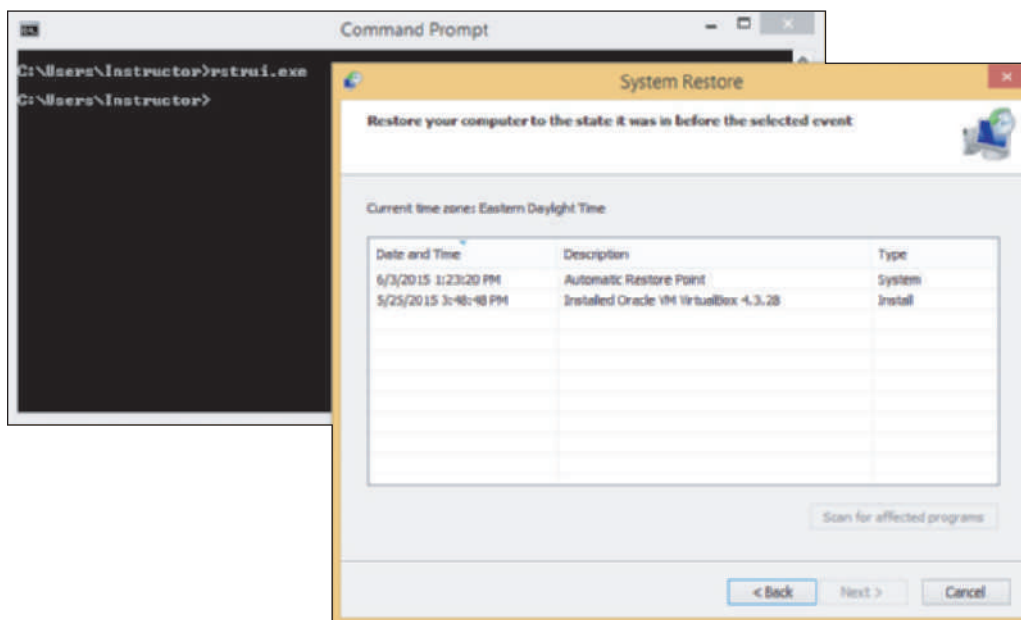 Command Prompt
C:\Users\Instructor>rstrui.exe
C:\Users\Instructor>
System Restore
Restore your computer to the state it was in before the selected event
Current time zone: Eastern Daylight Time
Date and Time Description Type
6/3/2015 1:23:20 PM Automatic Restore Point System
5/25/2015 3:48:48 PM Installed Oracle VM VirtualBox 4.3.28 Install
Scan for affected programs
< Back Next > Cancel